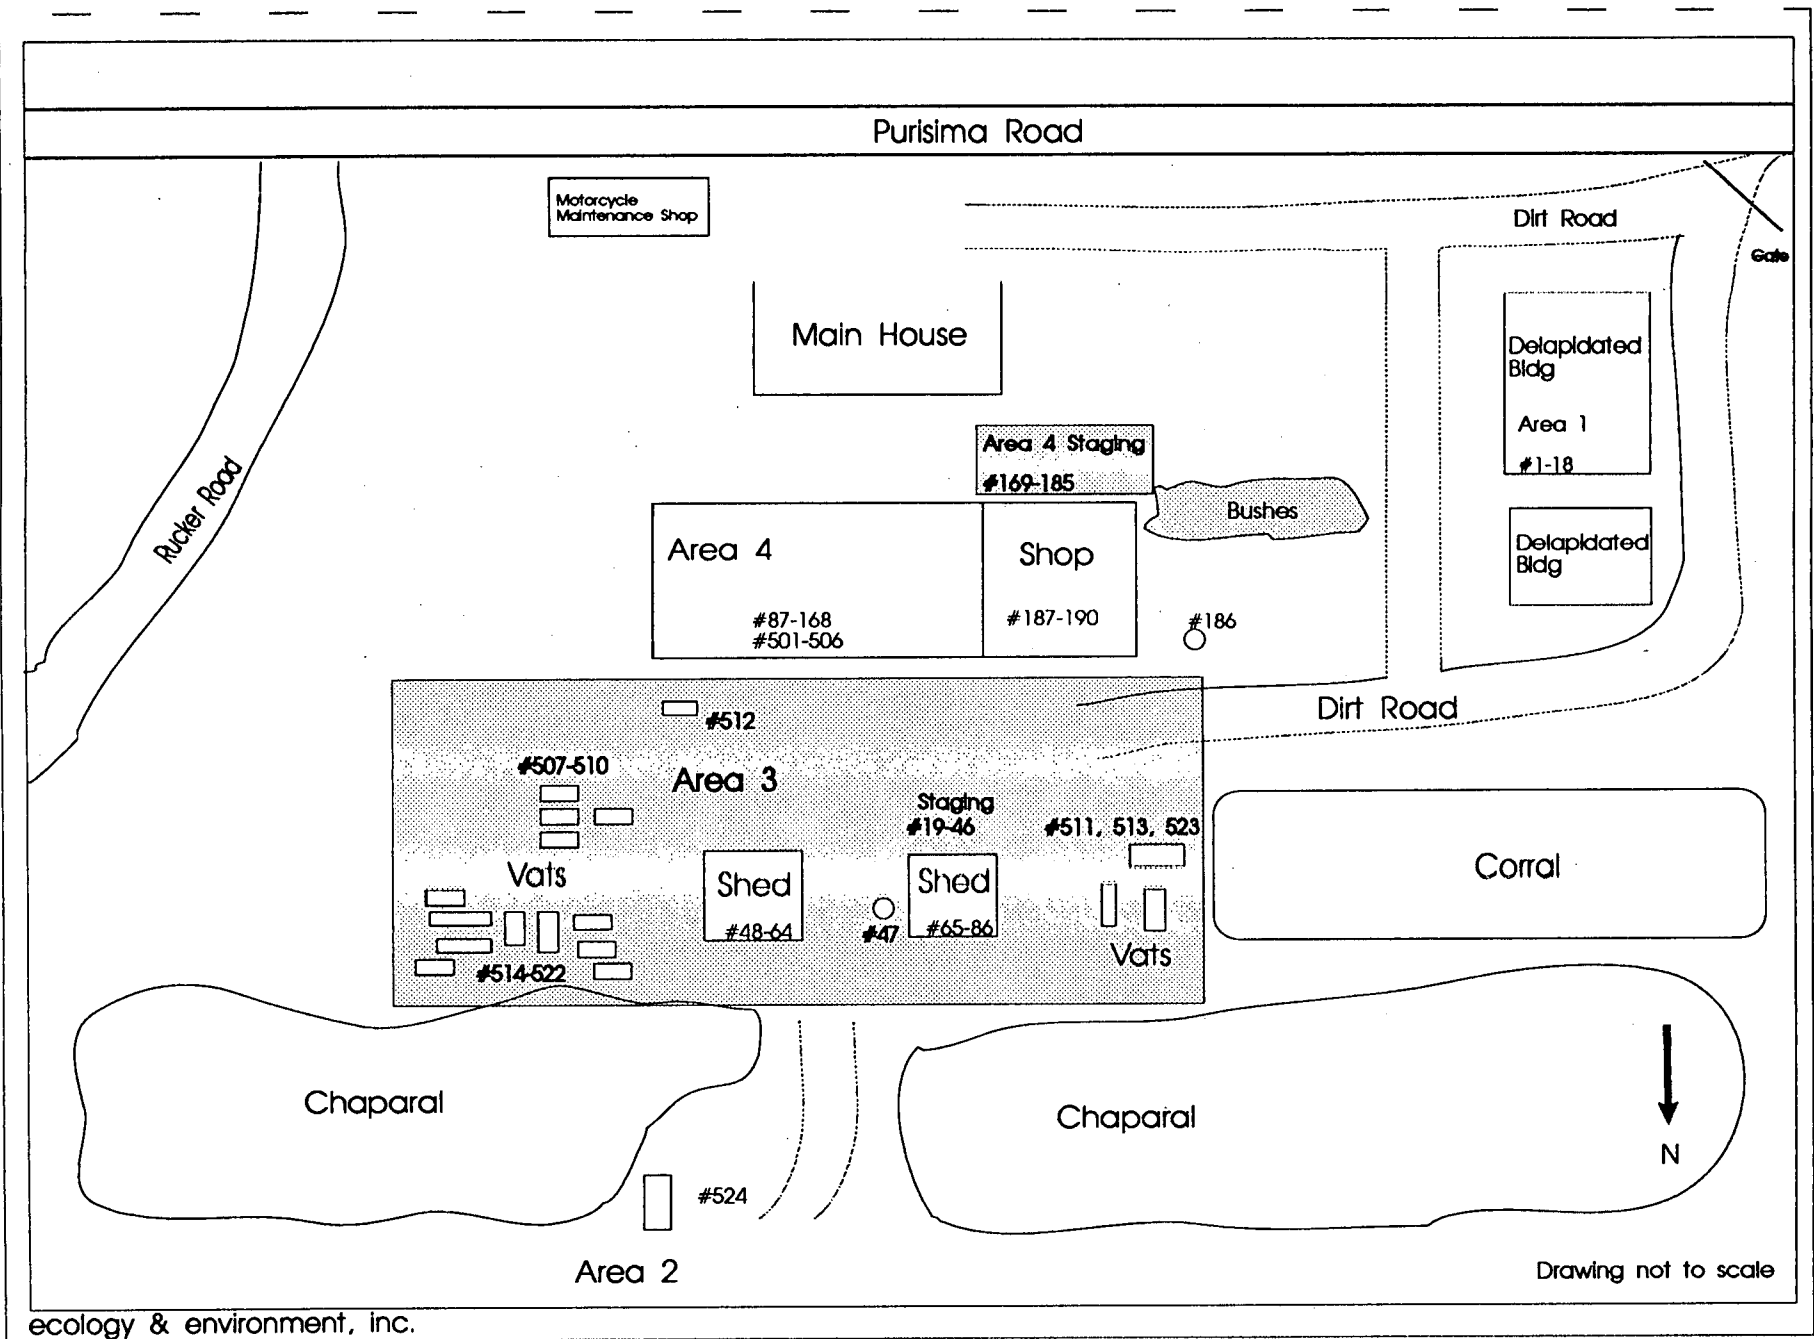 Purisima Road
Motorcycle
Maintenance Shop
Dirt Road
Gate
Main House
Delapidated
Bldg
Area 1
#1-18
Area 4 Staging
#169-185
Bushes
Rucker Road
Area 4
Shop
Delapidated
Bldg
#87-168
#501-506
#187-190
#186
#512
Dirt Road
#507-510
Area 3
Staging
#19-46
#511, 513, 523
Vats
Shed
Shed
Corral
#48-64
#47
#65-86
Vats
#514-522
Chaparal
Chaparal
N
#524
Area 2
Drawing not to scale
ecology & environment, inc.